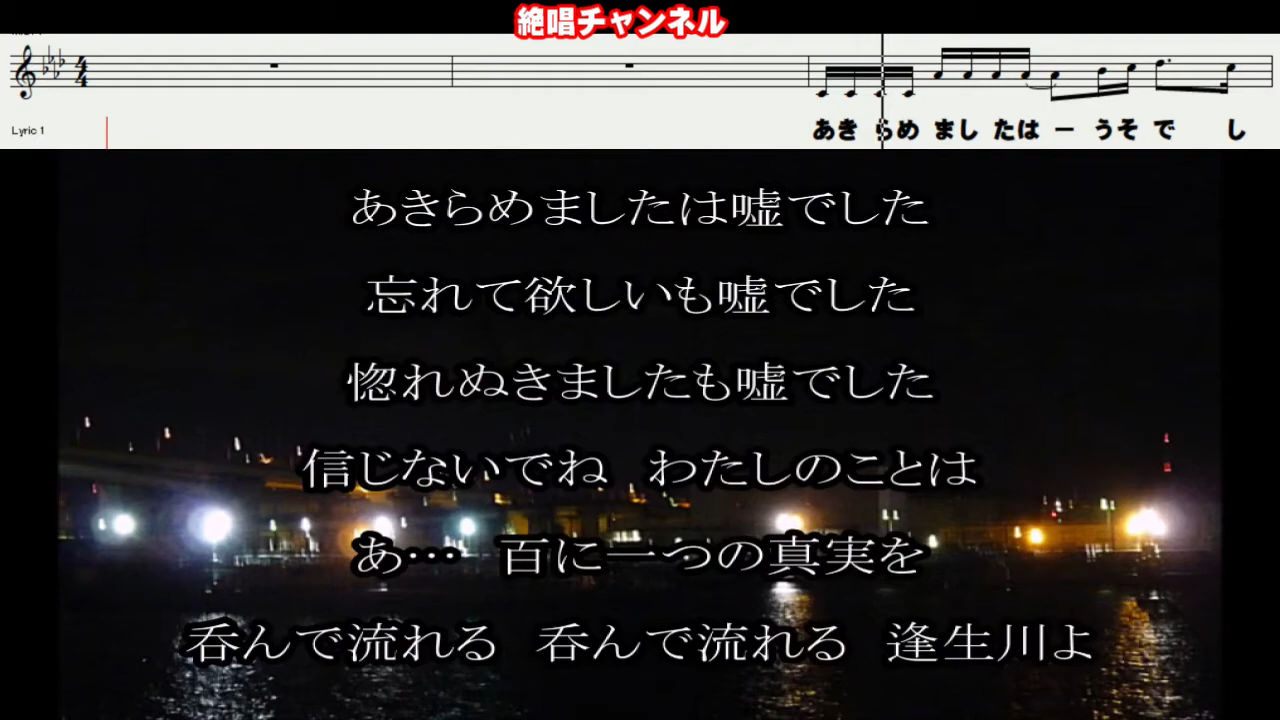 絶唱チャンネル
Lyric 1
あき らめ まし たは ー うそ で し
あきらめましたは嘘でした
忘れて欲しいも嘘でした
惚れぬきましたも嘘でした
信じないでね わたしのことは
あ… 百に一つの真実を
呑んで流れる 呑んで流れる 逢生川よ